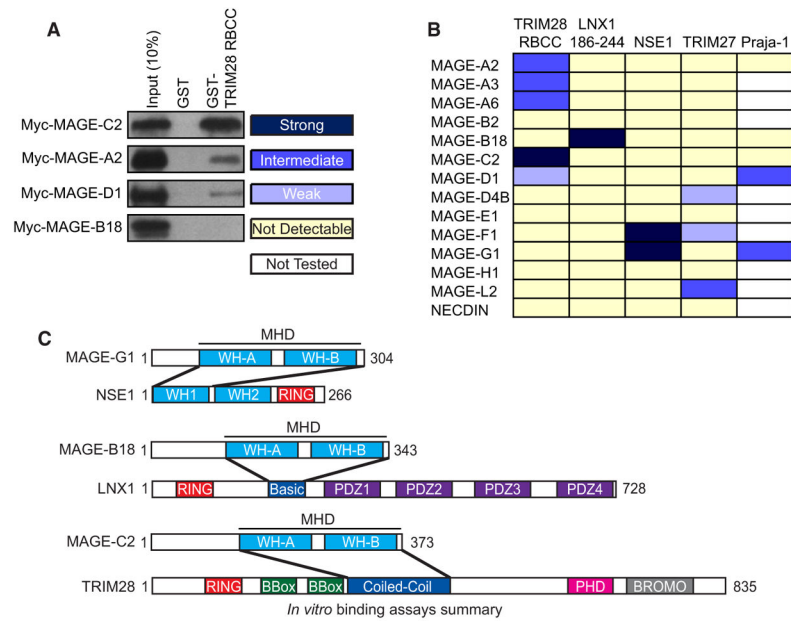 A
Input (10%)
GST
GST-
TRIM28 RBCC
Myc-MAGE-C2
Strong
Myc-MAGE-A2
Intermediate
Myc-MAGE-D1
Weak
Myc-MAGE-B18
Not Detectable
Not Tested
B
TRIM28 LNX1
RBCC 186-244 NSE1 TRIM27 Praja-1
MAGE-A2
MAGE-A3
MAGE-A6
MAGE-B2
MAGE-B18
MAGE-C2
MAGE-D1
MAGE-D4B
MAGE-E1
MAGE-F1
MAGE-G1
MAGE-H1
MAGE-L2
NECDIN
C
MHD
MAGE-G1 1 WH-A WH-B 304
NSE1 1 WH1 WH2 RING 266
MHD
MAGE-B18 1 WH-A WH-B 343
LNX1 1 RING Basic PDZ1 PDZ2 PDZ3 PDZ4 728
MHD
MAGE-C2 1 WH-A WH-B 373
TRIM28 1 RING BBox BBox Coiled-Coil PHD BROMO 835
In vitro binding assays summary